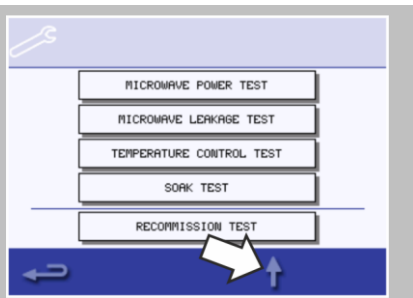 MICROWAVE POWER TEST
MICROWAVE LEAKAGE TEST
TEMPERATURE CONTROL TEST
SOAK TEST
RECOMMISSION TEST